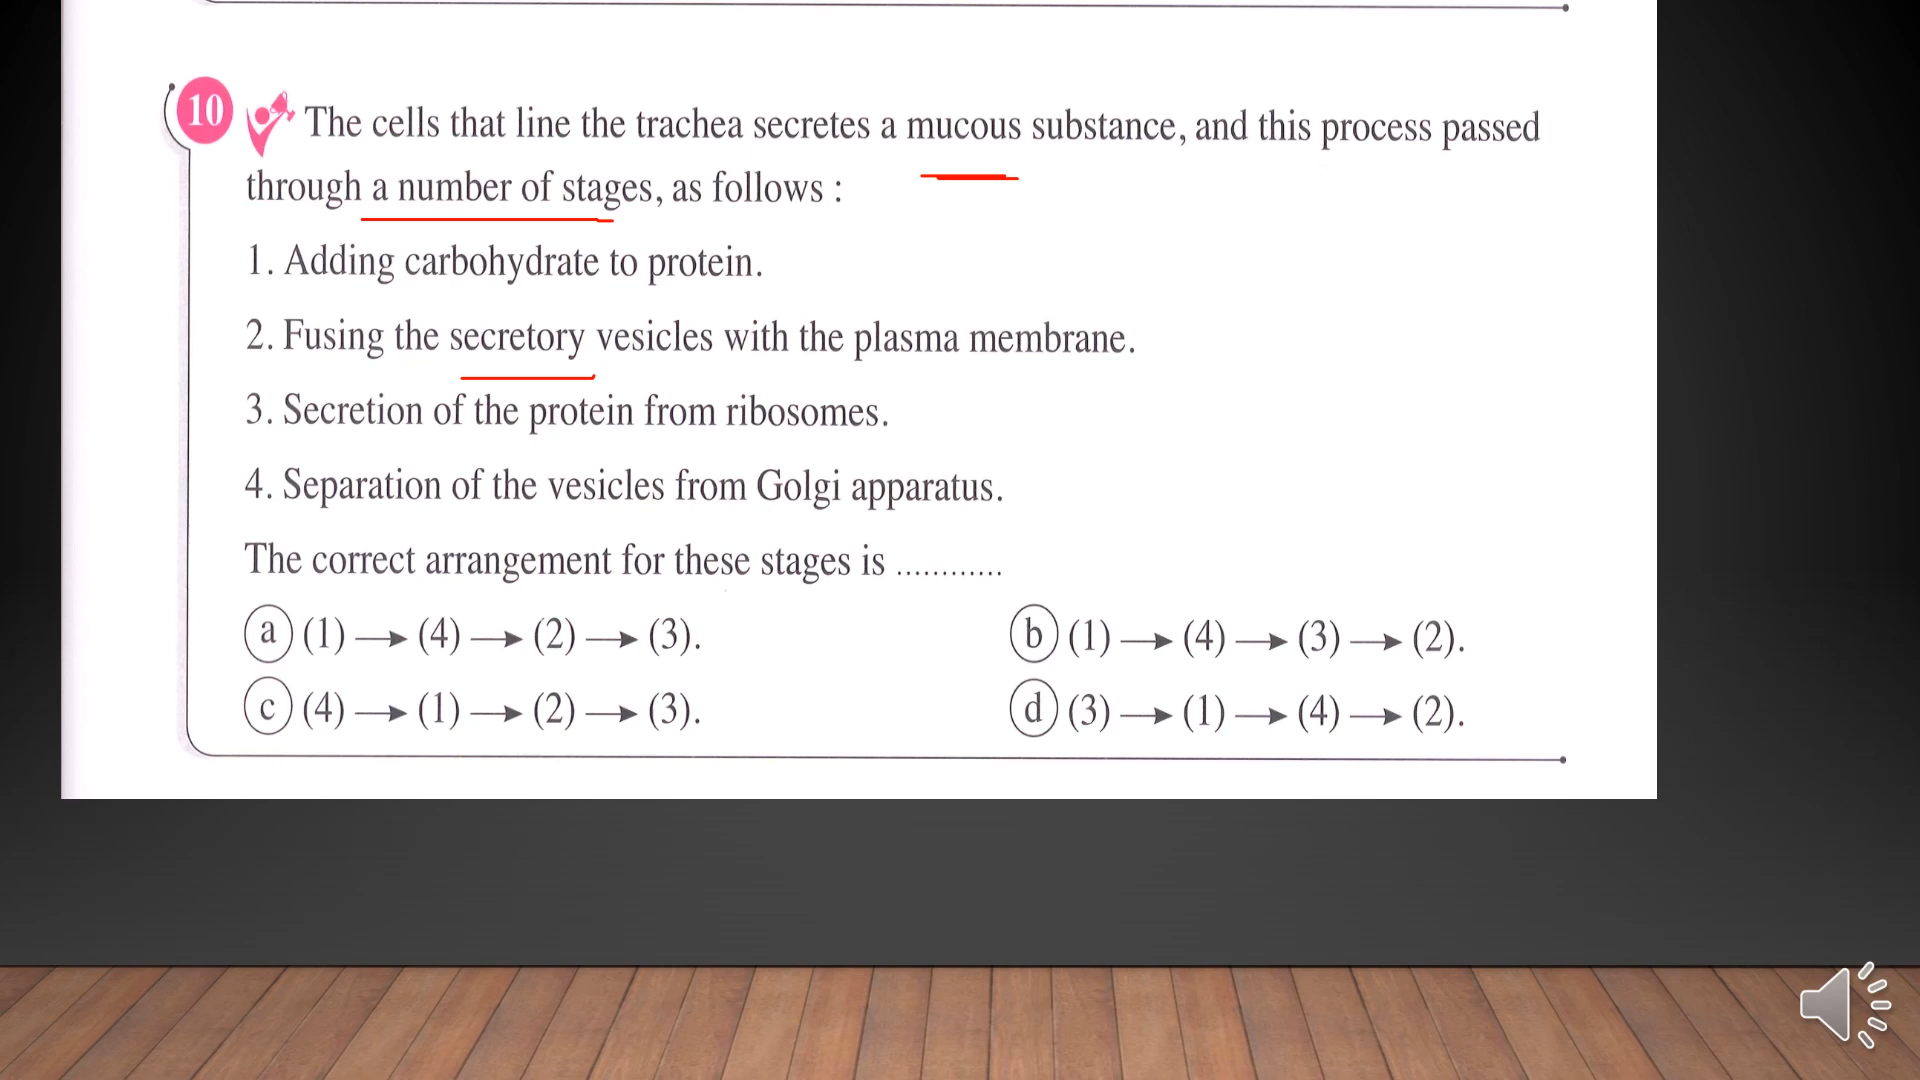 10 The cells that line the trachea secretes a mucous substance, and this process passed
through a number of stages, as follows :
1. Adding carbohydrate to protein.
2. Fusing the secretory vesicles with the plasma membrane.
3. Secretion of the protein from ribosomes.
4. Separation of the vesicles from Golgi apparatus.
The correct arrangement for these stages is ............
a (1) → (4) → (2) → (3). b (1) → (4) → (3) → (2).
c (4) → (1) → (2) → (3). d (3) → (1) → (4) → (2).